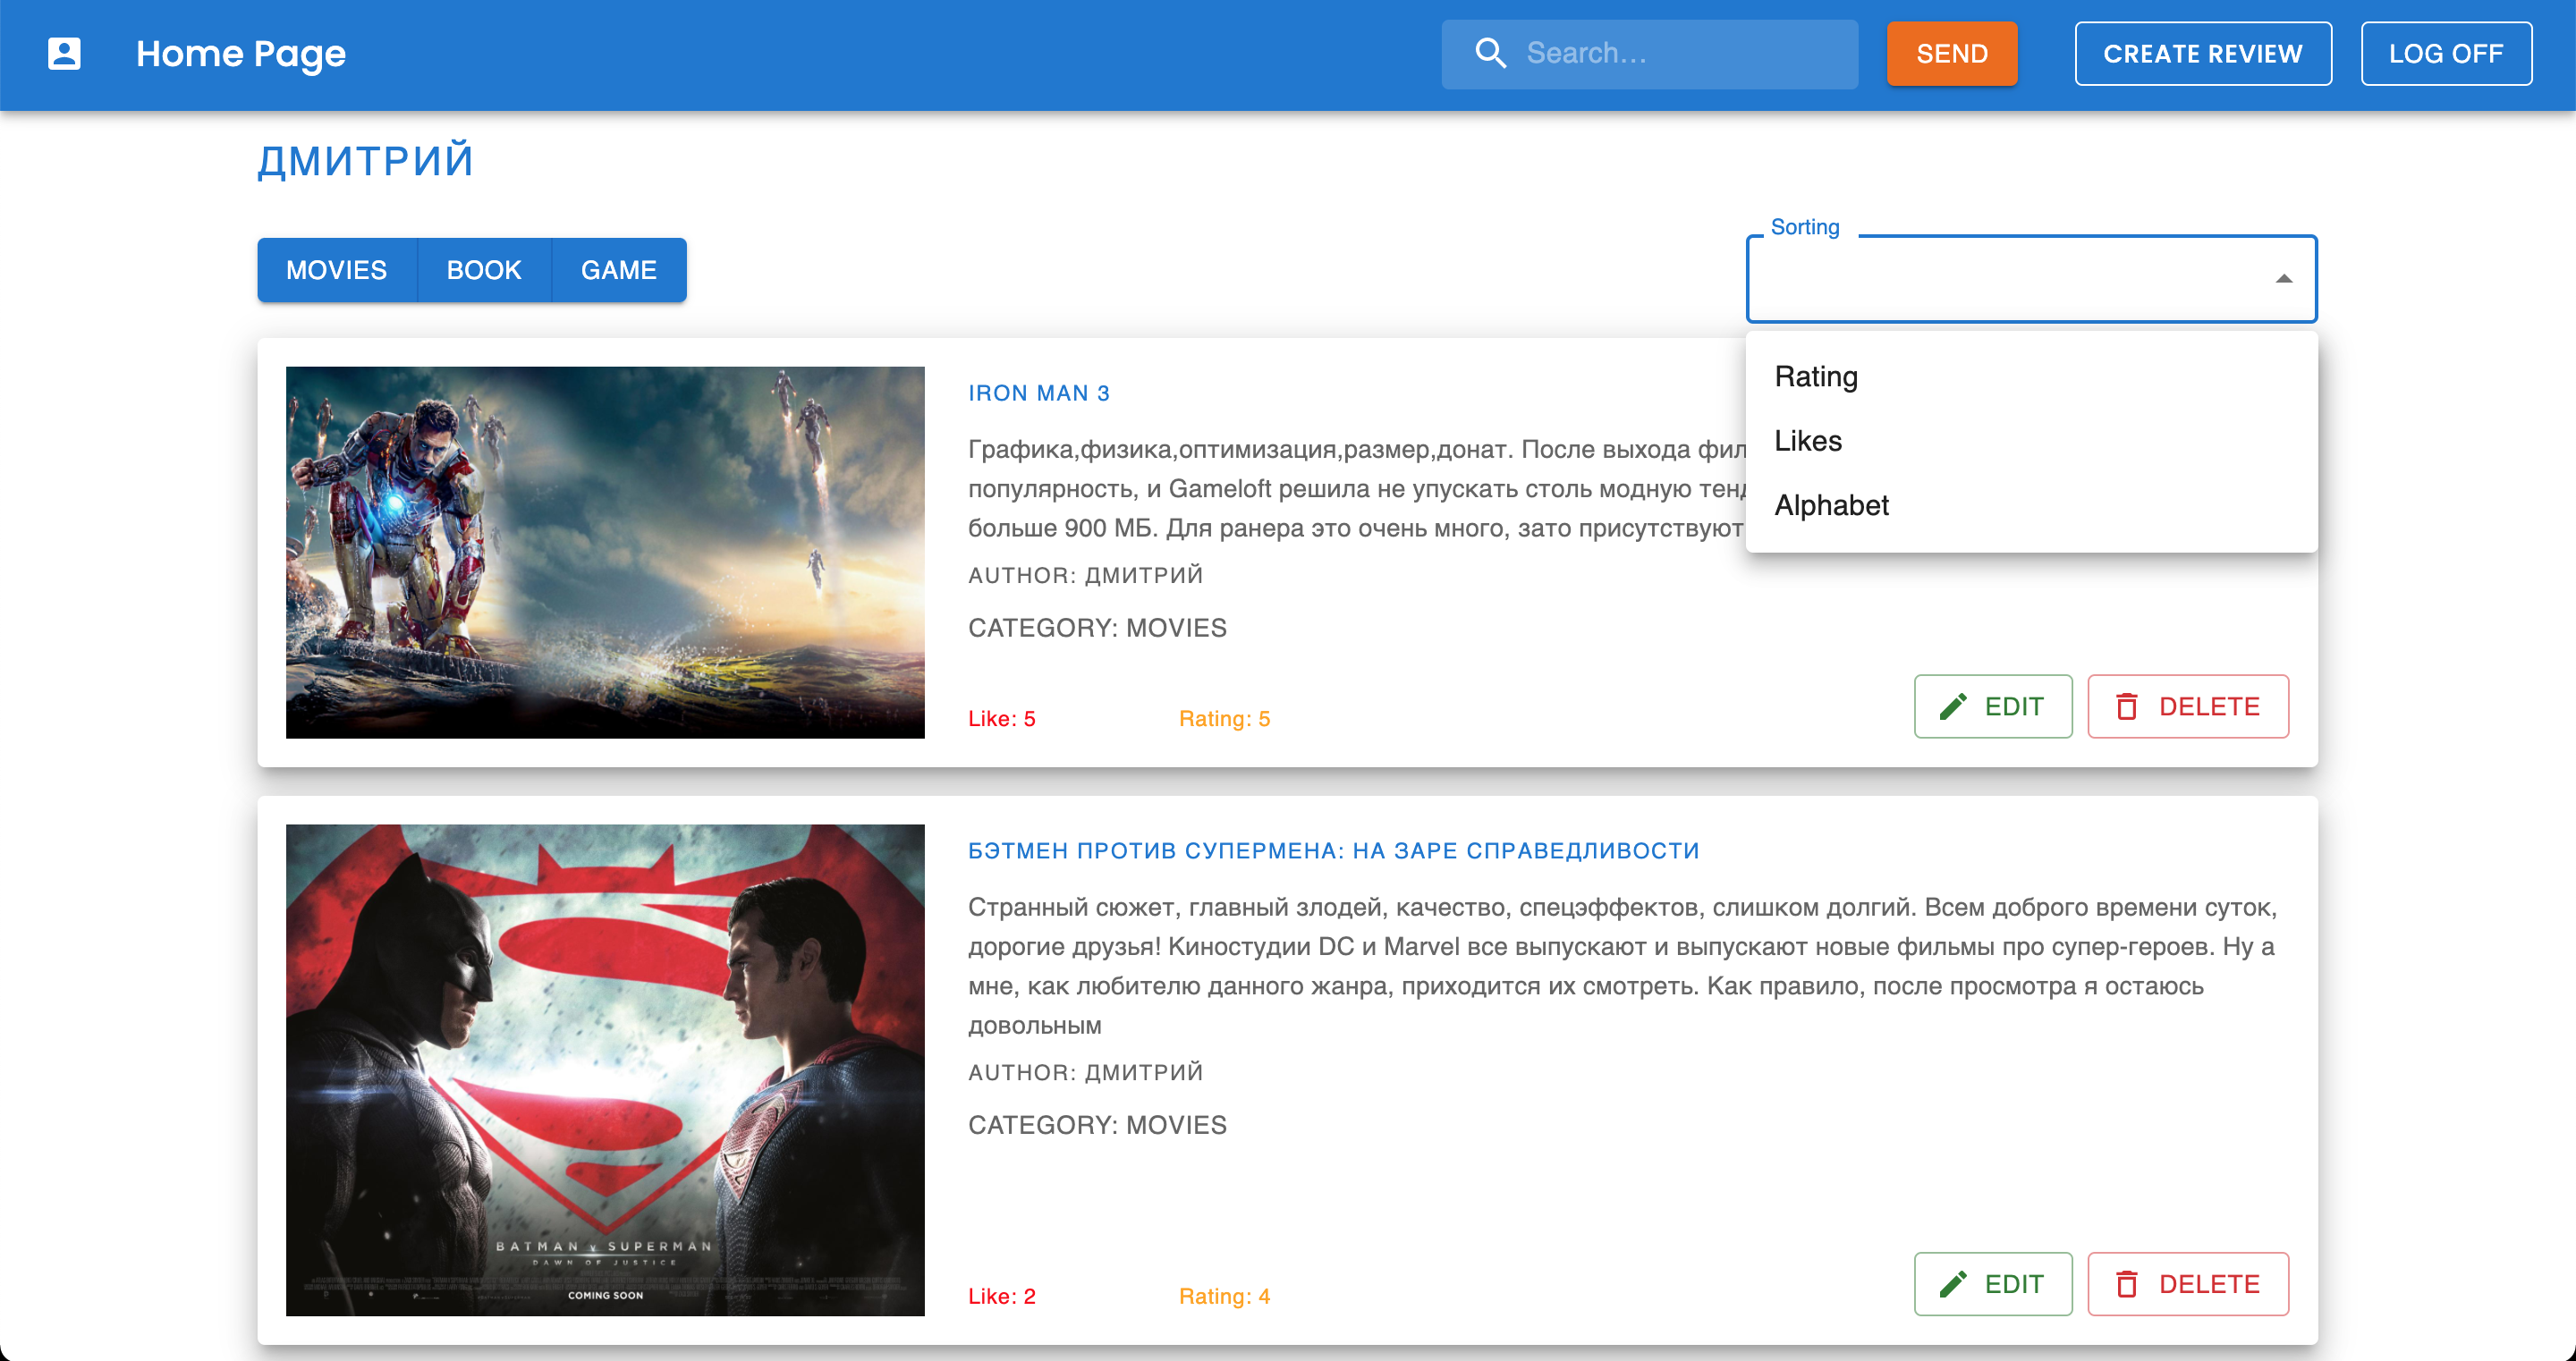 Home Page
Search...
SEND
CREATE REVIEW
LOG OFF
ДМИТРИЙ
MOVIES
BOOK
GAME
Sorting
Rating
Likes
Alphabet
IRON MAN 3
Графика,физика,оптимизация,размер,донат. После выхода
популярность, и Gameloft решила не упускать столь модную
больше 900 МБ. Для ранера это очень много, зато присутствуют
AUTHOR: ДМИТРИЙ
CATEGORY: MOVIES
Like: 5
Rating: 5
EDIT
DELETE
БЭТМЕН ПРОТИВ СУПЕРМЕНА: НА ЗАРЕ СПРАВЕДЛИВОСТИ
Странный сюжет, главный злодей, качество, спецэффектов, слишком долгий. Всем доброго времени суток,
дорогие друзья! Киностудии DC и Marvel все выпускают и выпускают новые фильмы про супер-героев. Ну а
мне, как любителю данного жанра, приходится их смотреть. Как правило, после просмотра я остаюсь
довольным
AUTHOR: ДМИТРИЙ
CATEGORY: MOVIES
BATMAN v SUPERMAN
DAWN OF JUSTICE
COMING SOON
Like: 2
Rating: 4
EDIT
DELETE